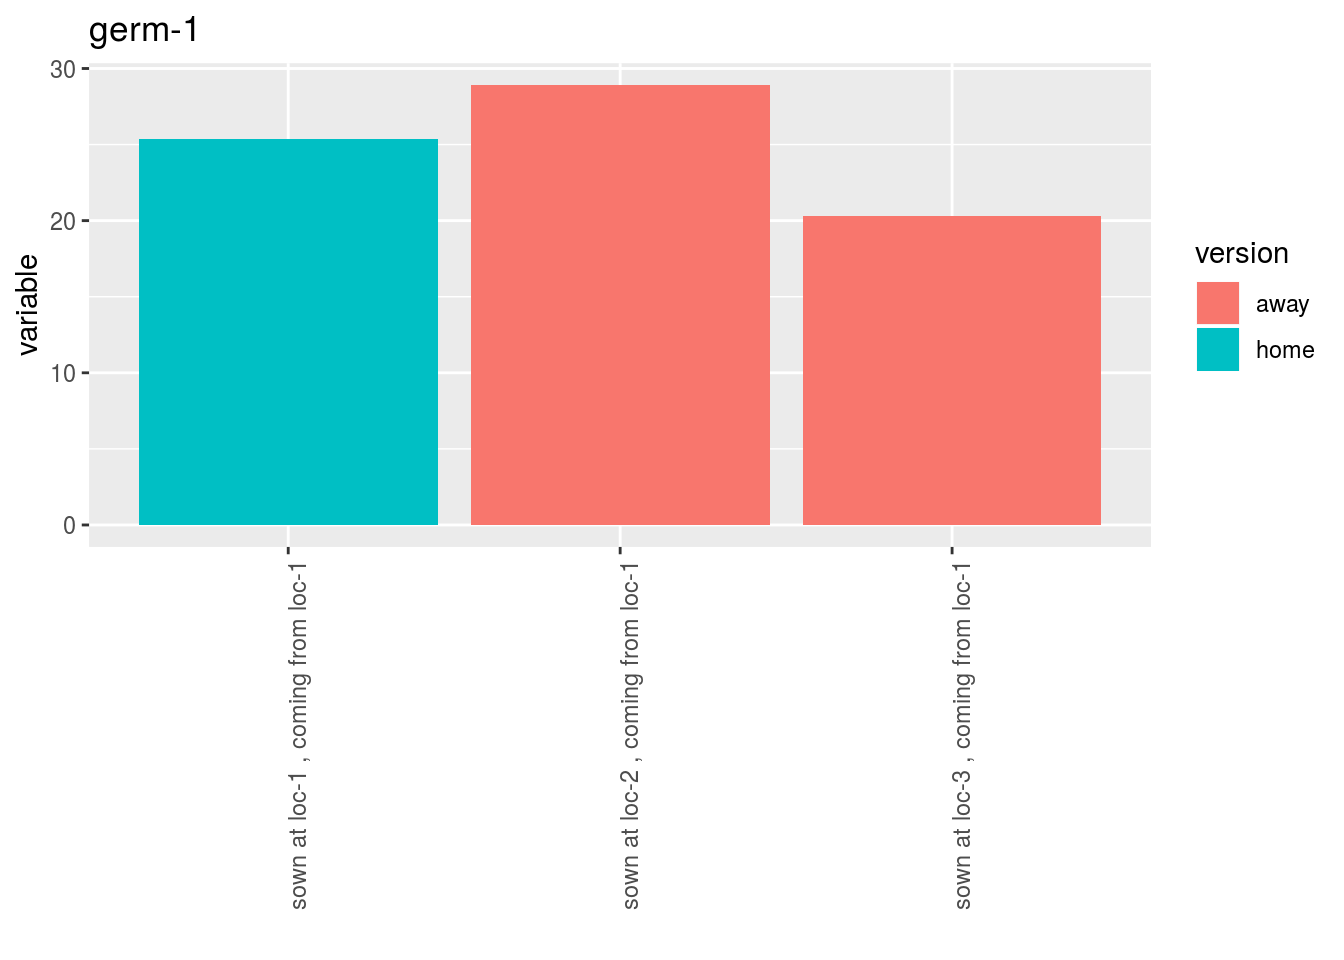 germ-1
30
20
10
0
variable
sown at loc-1 , coming from loc-1
sown at loc-2 , coming from loc-1
sown at loc-3 , coming from loc-1
version
away
home